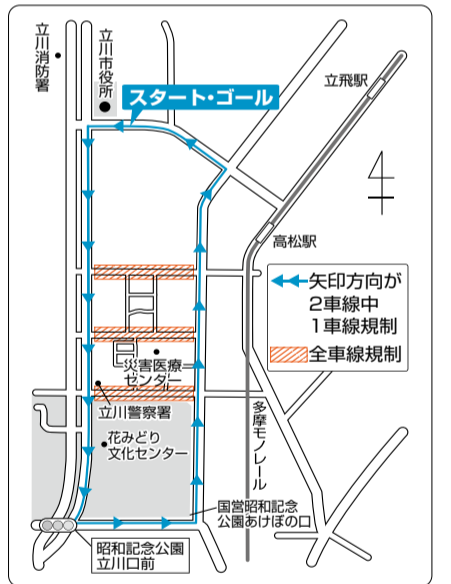 立川消防署
立川市役所
スタート・ゴール
立飛駅
高松駅
矢印方向が
2車線中
1車線規制
全車線規制
災害医療
センター
立川警察署
花みどり
文化センター
多摩モノレール
国営昭和記念
公園あけぼの口
昭和記念公園
立川口前
4